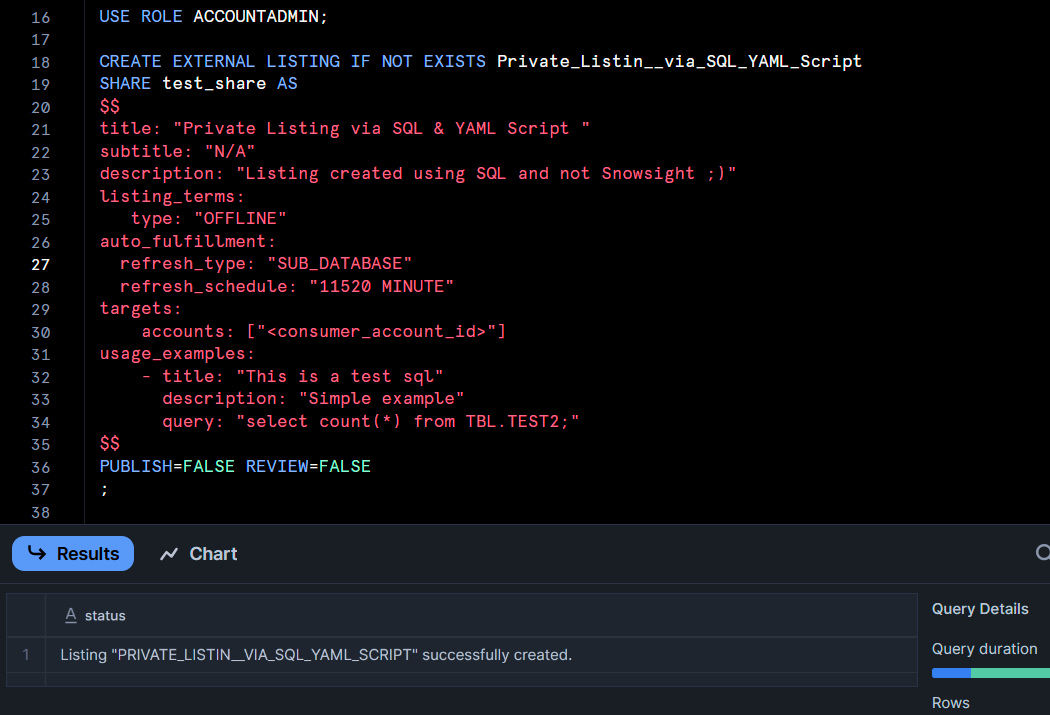 16 USE ROLE ACCOUNTADMIN;
17
18 CREATE EXTERNAL LISTING IF NOT EXISTS Private_Listin__via_SQL_YAML_Script
19 SHARE test_share AS
20 $$
21 title: "Private Listing via SQL & YAML Script "
22 subtitle: "N/A"
23 description: "Listing created using SQL and not Snowsight ;)"
24 listing_terms:
25    type: "OFFLINE"
26 auto_fulfillment:
27   refresh_type: "SUB_DATABASE"
28   refresh_schedule: "11520 MINUTE"
29 targets:
30     accounts: ["<consumer_account_id>"]
31 usage_examples:
32     - title: "This is a test sql"
33       description: "Simple example"
34       query: "select count(*) from TBL.TEST2;"
35 $$
36 PUBLISH=FALSE REVIEW=FALSE
37 ;
38
Results Chart
A status
1 Listing "PRIVATE_LISTIN__VIA_SQL_YAML_SCRIPT" successfully created.
Query Details
Query duration
Rows